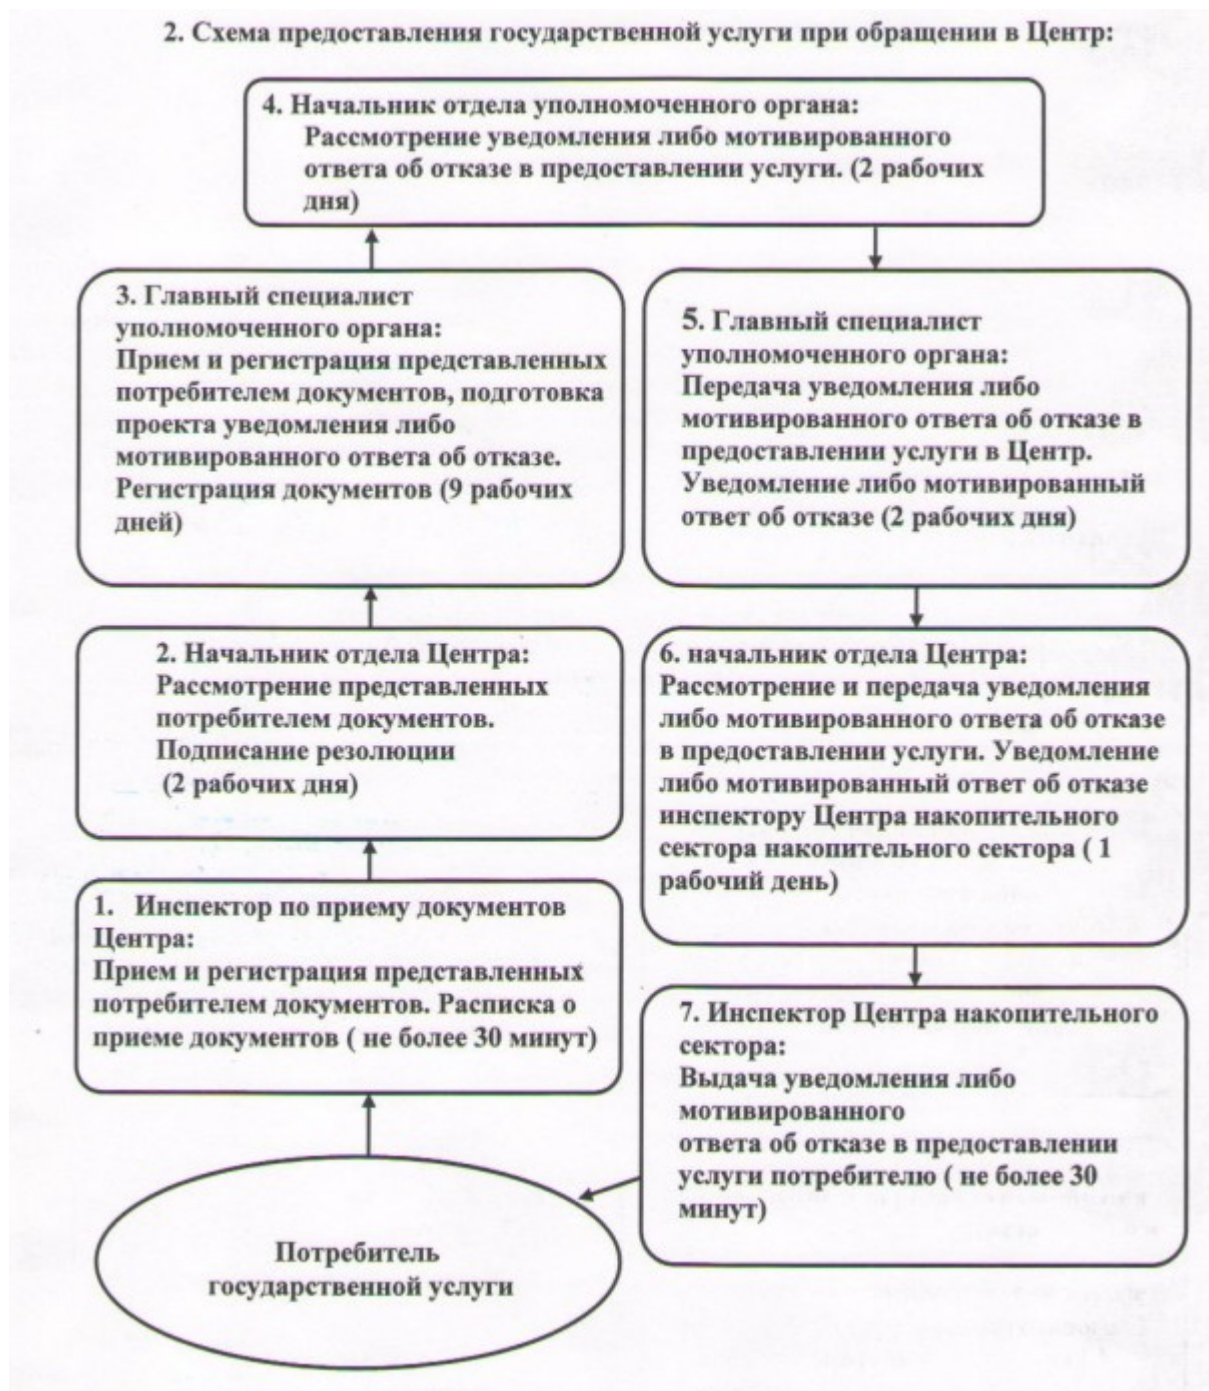 2. Схема предоставления государственной услуги при обращении в Центр:
4. Начальник отдела уполномоченного органа:
Рассмотрение уведомления либо мотивированного
ответа об отказе в предоставлении услуги. (2 рабочих
дня)
3. Главный специалист
уполномоченного органа:
Прием и регистрация представленных
потребителем документов, подготовка
проекта уведомления либо
мотивированного ответа об отказе.
Регистрация документов (9 рабочих
дней)
5. Главный специалист
уполномоченного органа:
Передача уведомления либо
мотивированного ответа об отказе в
предоставлении услуги в Центр.
Уведомление либо мотивированный
ответ об отказе (2 рабочих дня)
2. Начальник отдела Центра:
Рассмотрение представленных
потребителем документов.
Подписание резолюции
(2 рабочих дня)
6. начальник отдела Центра:
Рассмотрение и передача уведомления
либо мотивированного ответа об отказе
в предоставлении услуги. Уведомление
либо мотивированный ответ об отказе
инспектору Центра накопительного
сектора накопительного сектора ( 1
рабочий день)
1. Инспектор по приему документов
Центра:
Прием и регистрация представленных
потребителем документов. Расписка о
приеме документов ( не более 30 минут)
7. Инспектор Центра накопительного
сектора:
Выдача уведомления либо
мотивированного
ответа об отказе в предоставлении
услуги потребителю ( не более 30
минут)
Потребитель
государственной услуги